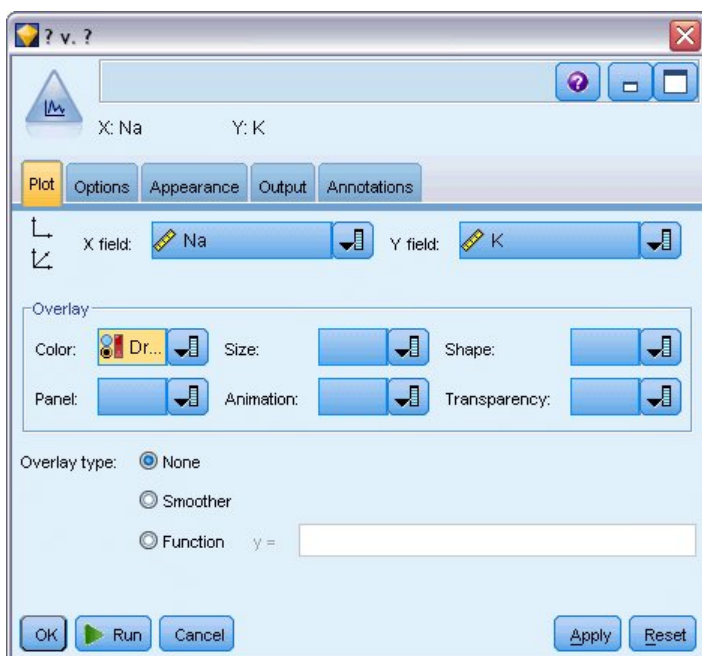 ? v. ?
X: Na Y: K
Plot Options Appearance Output Annotations
X field: Na Y field: K
Overlay
Color: Dr... Size: Shape:
Panel: Animation: Transparency:
Overlay type: None
Smoother
Function y =
OK Run Cancel Apply Reset